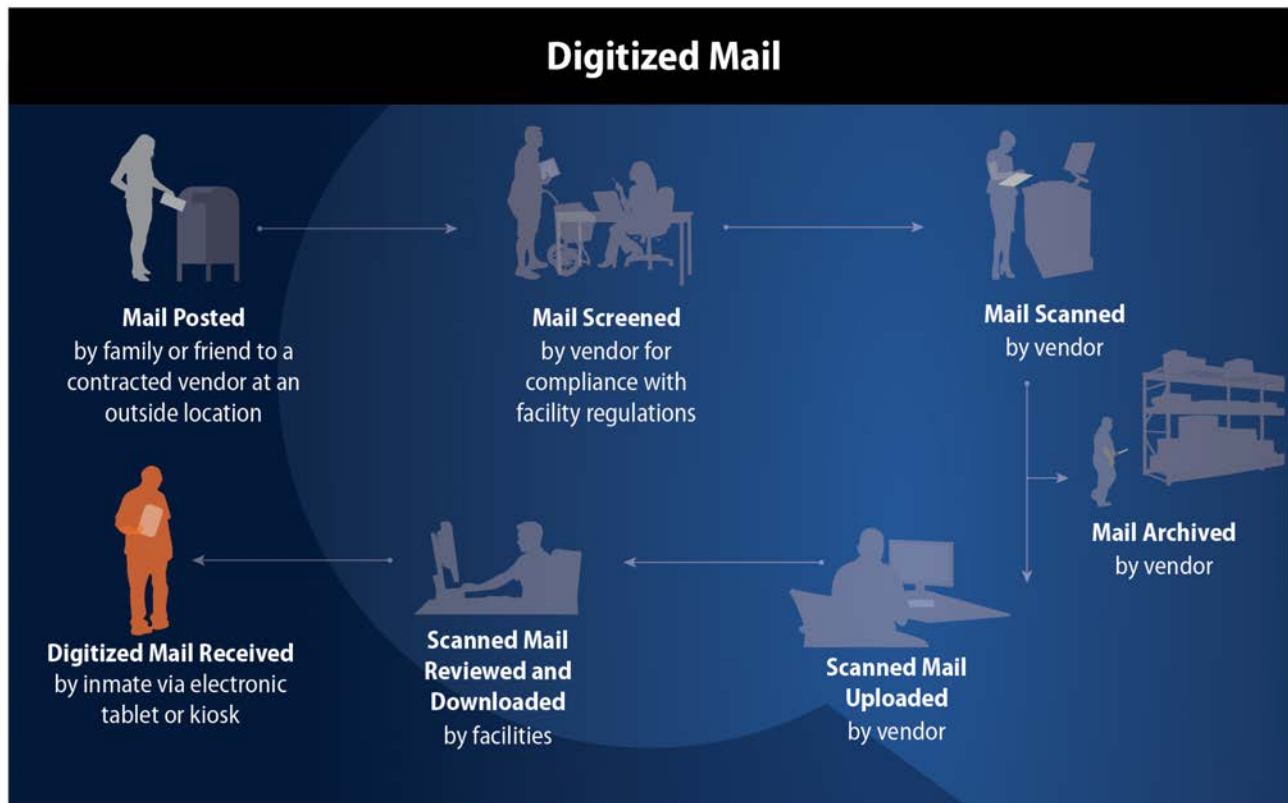 Digitized Mail
Mail Posted
by family or friend to a
contracted vendor at an
outside location
Mail Screened
by vendor for
compliance with
facility regulations
Mail Scanned
by vendor
Mail Archived
by vendor
Scanned Mail
Uploaded
by vendor
Scanned Mail
Reviewed and
Downloaded
by facilities
Digitized Mail Received
by inmate via electronic
tablet or kiosk